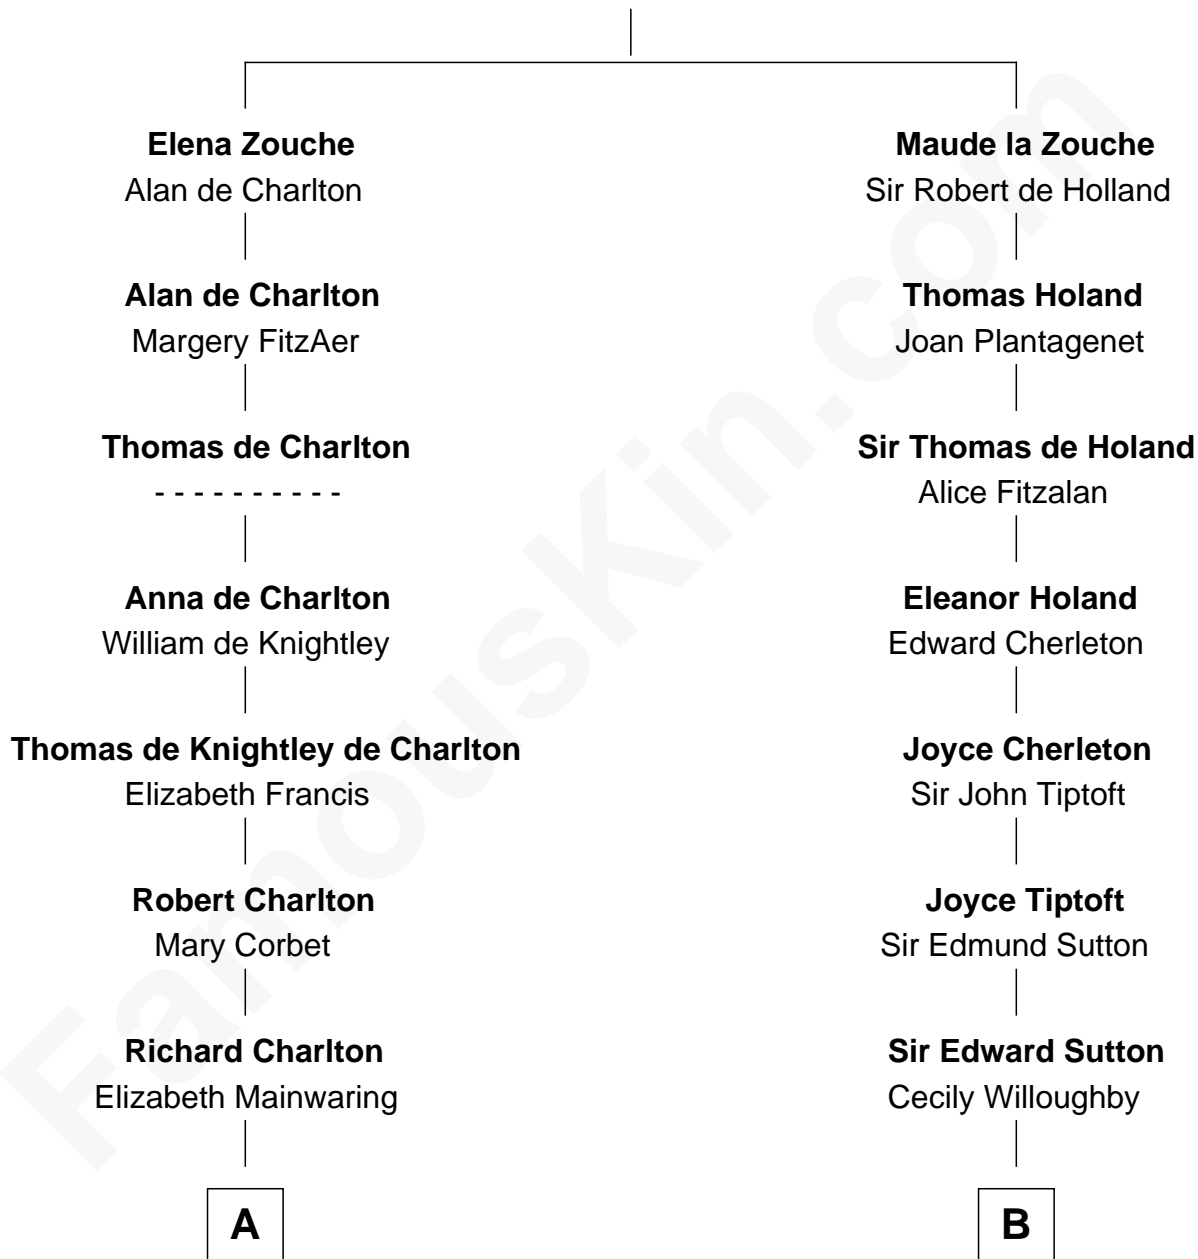 Elena Zouche
Alan de Charlton
Alan de Charlton
Margery FitzAer
Thomas de Charlton
- - - - - - - - - -
Anna de Charlton
William de Knightley
Thomas de Knightley de Charlton
Elizabeth Francis
Robert Charlton
Mary Corbet
Richard Charlton
Elizabeth Mainwaring
A
Maude la Zouche
Sir Robert de Holland
Thomas Holand
Joan Plantagenet
Sir Thomas de Holand
Alice Fitzalan
Eleanor Holand
Edward Cherleton
Joyce Cherleton
Sir John Tiptoft
Joyce Tiptoft
Sir Edmund Sutton
Sir Edward Sutton
Cecily Willoughby
B
FamousKin.com